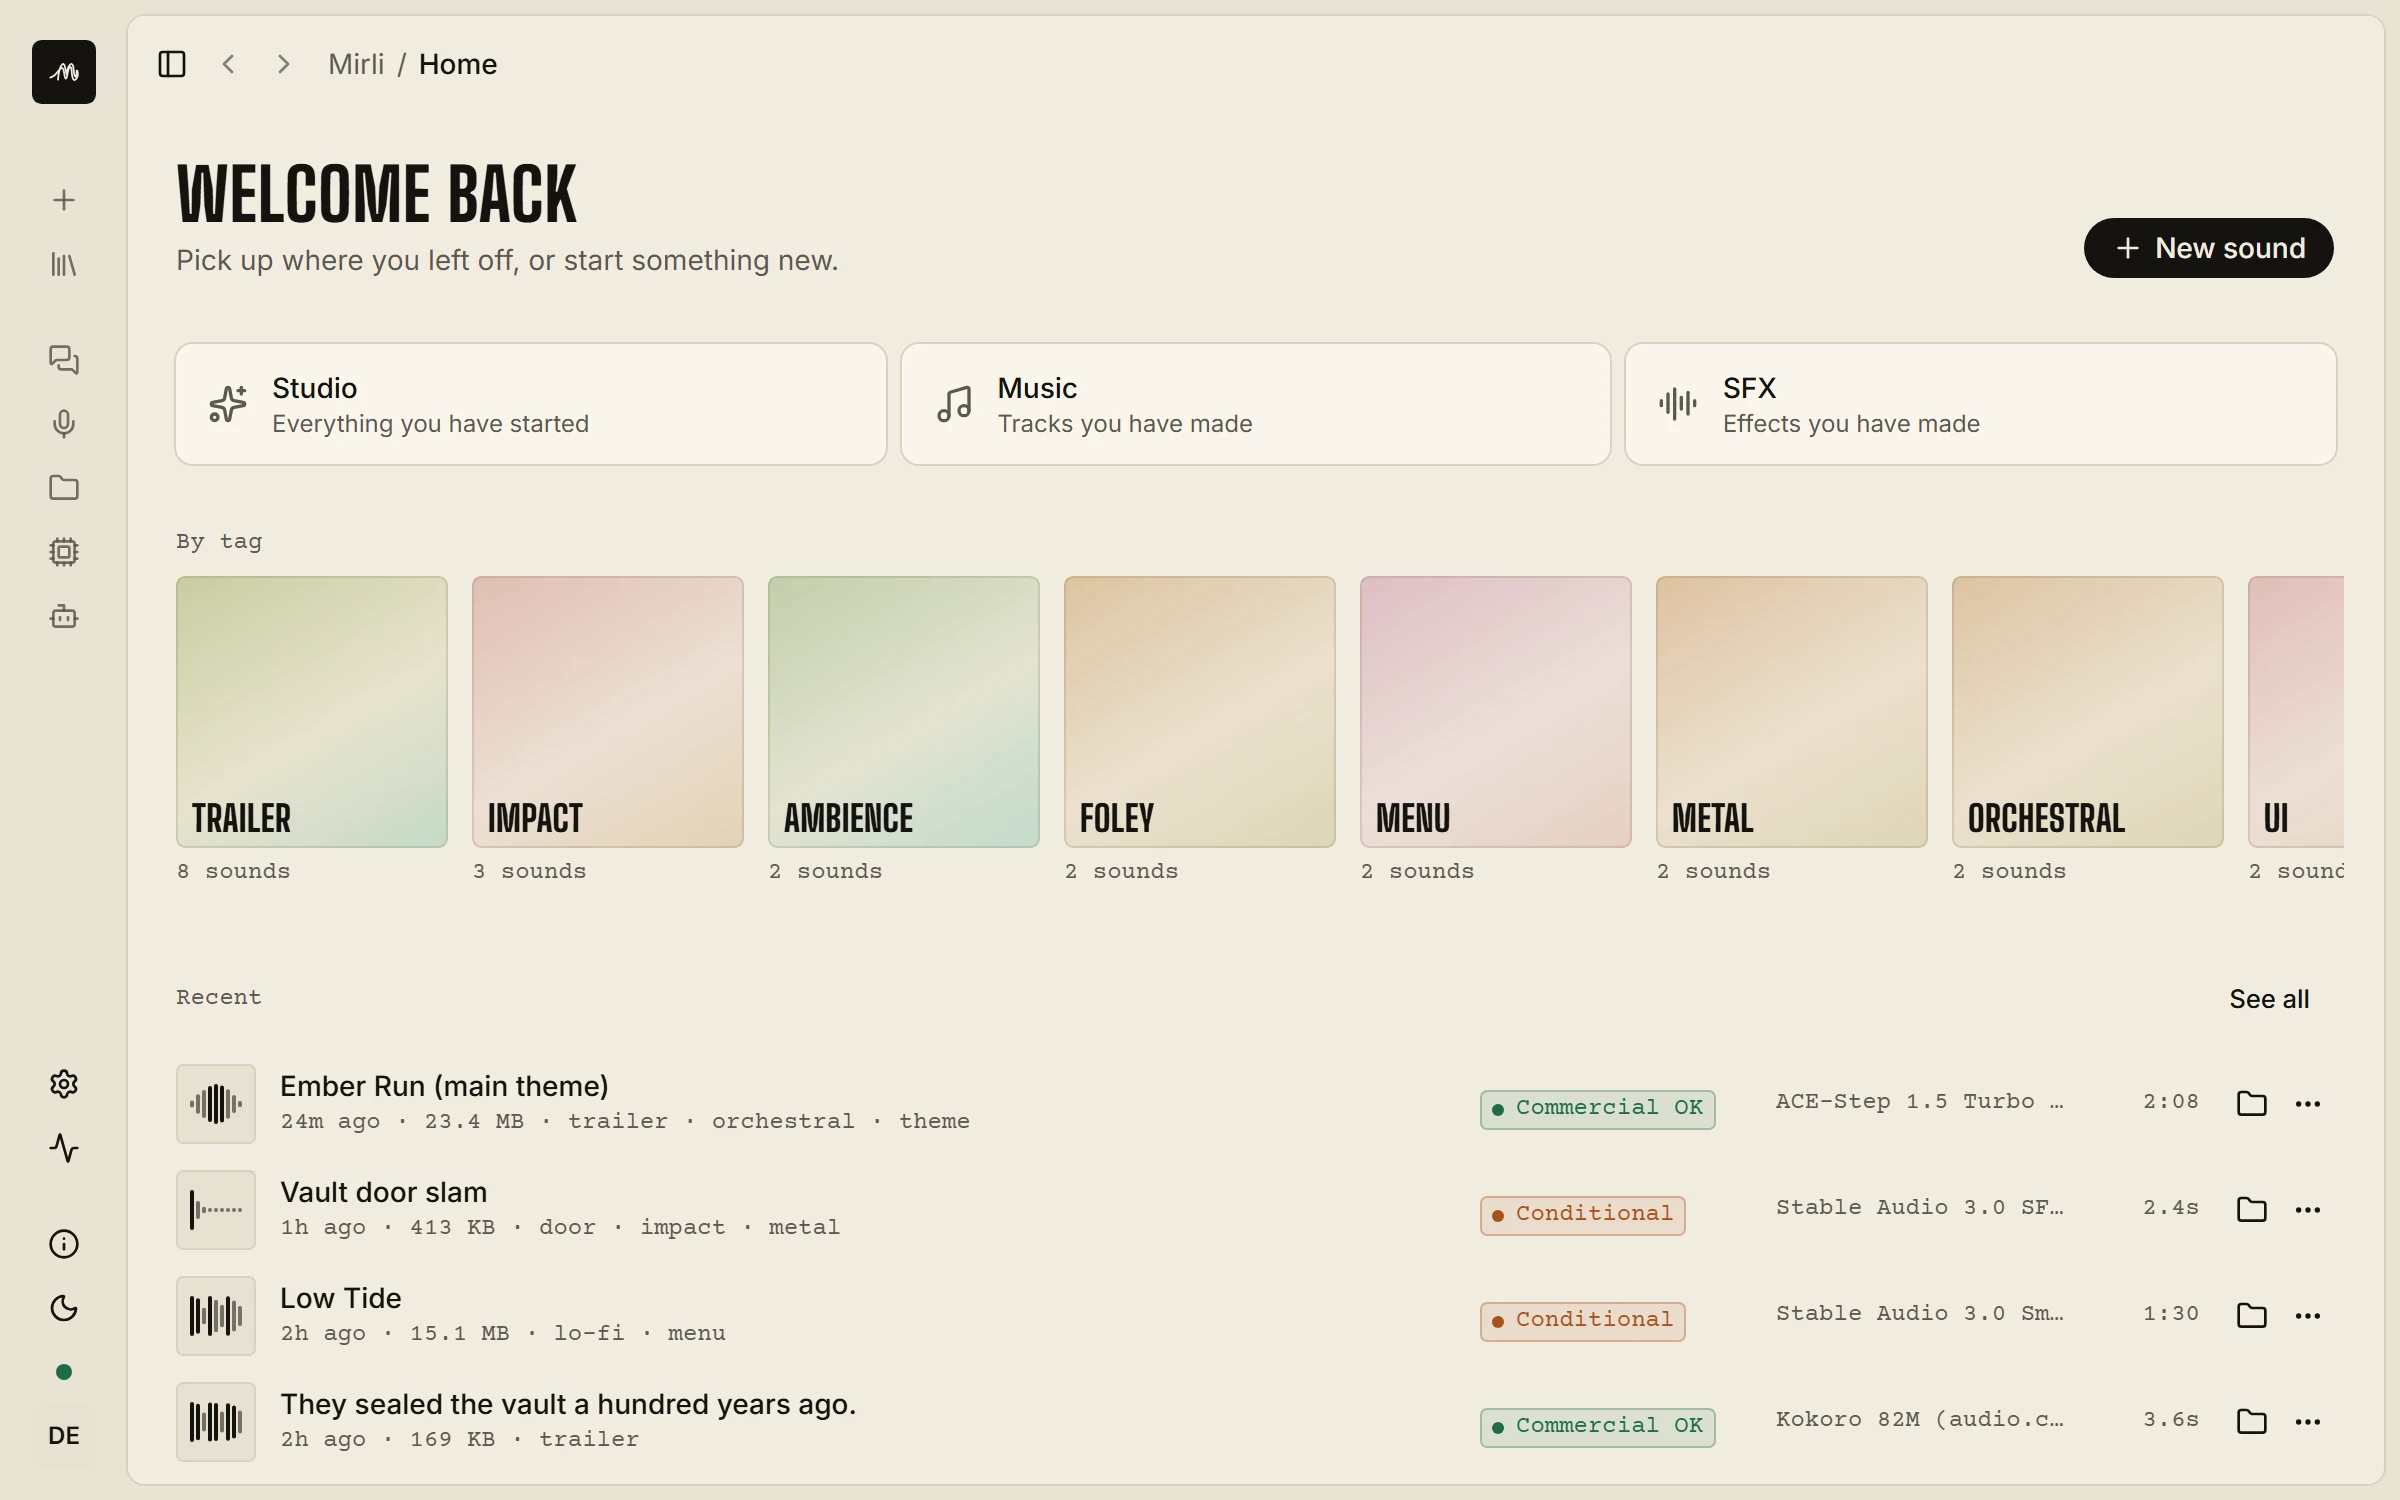 Mirli / Home
WELCOME BACK
Pick up where you left off, or start something new.
New sound
Studio
Everything you have started
Music
Tracks you have made
SFX
Effects you have made
By tag
TRAILER
8 sounds
IMPACT
3 sounds
AMBIENCE
2 sounds
FOLEY
2 sounds
MENU
2 sounds
METAL
2 sounds
ORCHESTRAL
2 sounds
UI
2 sound
Recent
See all
Ember Run (main theme)
24m ago · 23.4 MB · trailer · orchestral · theme
Commercial OK
ACE-Step 1.5 Turbo …
2:08
Vault door slam
1h ago · 413 KB · door · impact · metal
Conditional
Stable Audio 3.0 SF…
2.4s
Low Tide
2h ago · 15.1 MB · lo-fi · menu
Conditional
Stable Audio 3.0 Sm…
1:30
They sealed the vault a hundred years ago.
2h ago · 169 KB · trailer
Commercial OK
Kokoro 82M (audio.c…
3.6s
DE